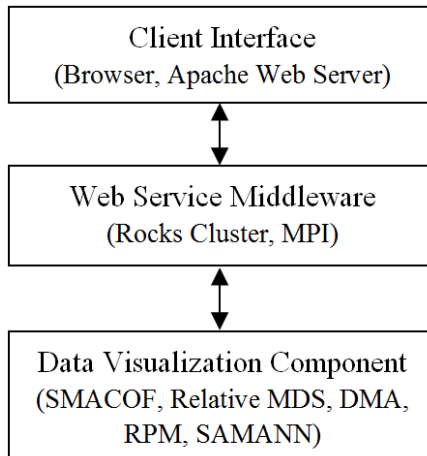 Client Interface
(Browser, Apache Web Server)
Web Service Middleware
(Rocks Cluster, MPI)
Data Visualization Component
(SMACOF, Relative MDS, DMA,
RPM, SAMANN)